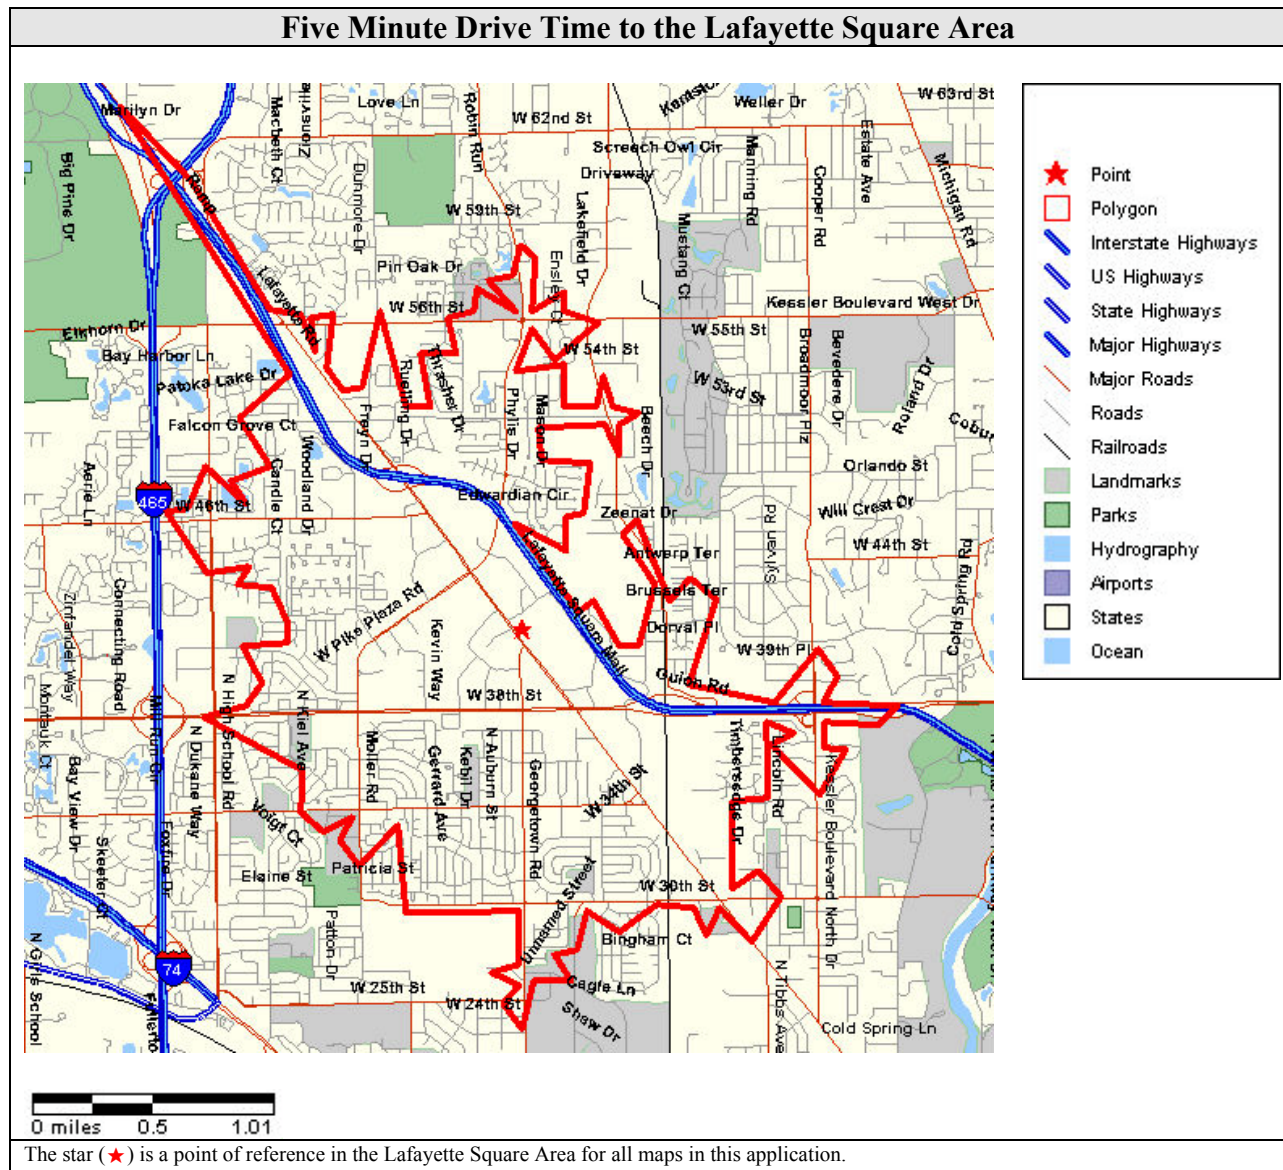 Five Minute Drive Time to the Lafayette Square Area
Marilyn Dr
Love Ln
W 62nd St
Weller Dr
W 63rd St
Macbeth Ct
Robin Run
Screech Owl Cir
Driveway
Manning Rd
Estate Ave
Michigan Rd
Big Pine Dr
Ramp
Dunmore Dr
W 59th St
Lakefield Dr
Mustang Ct
Cooper Rd
Pin Oak Dr
Ensley Ct
Lafayette Rd
W 56th St
Kessler Boulevard West Dr
Elkhorn Dr
W 55th St
Bay Harbor Ln
W 54th St
Broadmoor Plz
Bevedere Dr
Patoka Lake Dr
Ruelling Dr
Thrasher Dr
W 53rd St
Roland Dr
Phyllis Dr
Mason Dr
Beech Dr
Falcon Grove Ct
Freyn Dr
Woodland Dr
Candle Ct
Aerie Ln
Orlando St
Edwardian Cir
465
W 46th St
Zeenat Dr
Will Crest Dr
Sylvan Rd
W 44th St
Antwerp Ter
Cold Spring Rd
Lafayette Square Mall
Brussels Ter
Zinfandel Way
Connecting Road
W Pike Plaza Rd
Kevin Way
Dorval Pl
W 39th Pl
Guion Rd
W 38th St
Montauk Ct
Mill Run Dr
N Dukane Way
N High School Rd
N Kiel Ave
Moller Rd
Gerrard Ave
Kebil Dr
N Auburn St
Georgetown Rd
W 34th St
Timbersedge Dr
Lincoln Rd
Kessler Boulevard North Dr
Bay View Dr
Skeeter Ct
Foxfire Dr
Voigt Ct
Elaine St
Patricia St
W 30th St
Unnamed Street
Bingham Ct
Patton Dr
N Girls School
74
W 25th St
W 24th St
Cagle Ln
Shaw Dr
N Tibbs Ave
Cold Spring Ln
Point
Polygon
Interstate Highways
US Highways
State Highways
Major Highways
Major Roads
Roads
Railroads
Landmarks
Parks
Hydrography
Airports
States
Ocean
0 miles 0.5 1.01
The star (★) is a point of reference in the Lafayette Square Area for all maps in this application.